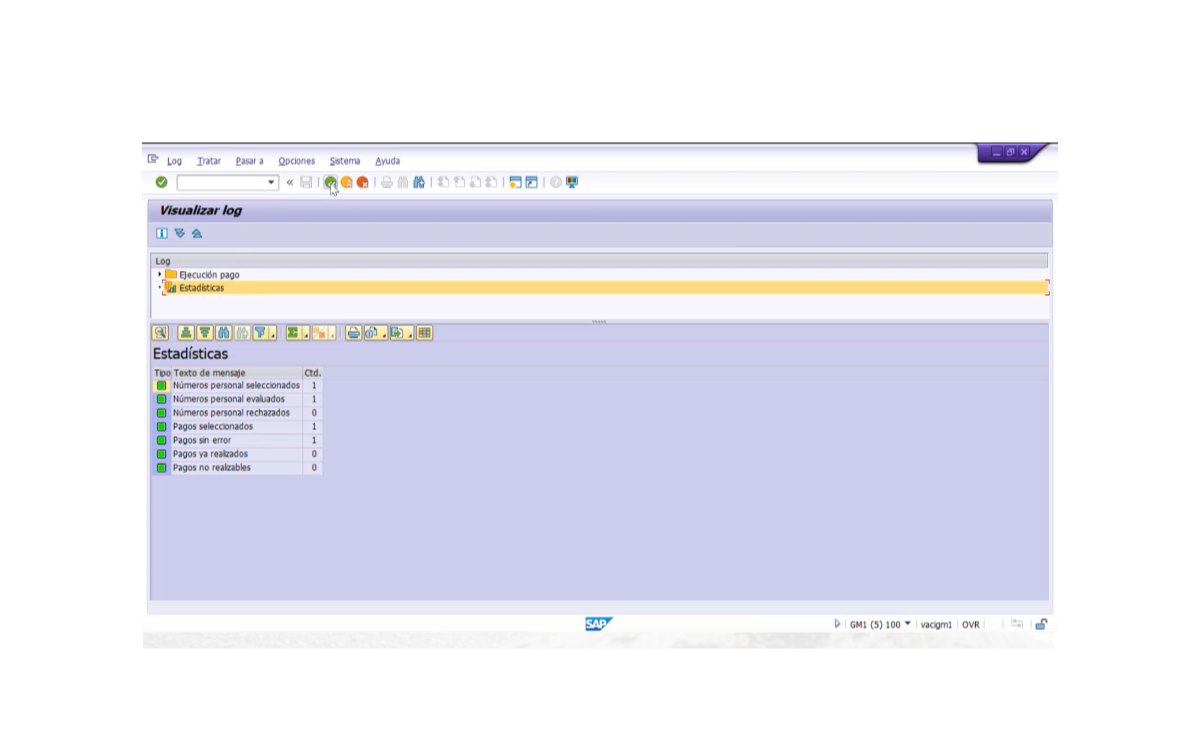 Log Tratar Pasar a Opciones Sistema Ayuda
Visualizar log
Log
Ejecución pago
Estadísticas
Estadísticas
Tipo Texto de mensaje Ctd.
Números personal seleccionados 1
Números personal evaluados 1
Números personal rechazados 0
Pagos seleccionados 1
Pagos sin error 1
Pagos ya realizados 0
Pagos no realizables 0
SAP GM1 (5) 100 vacigm1 OVR